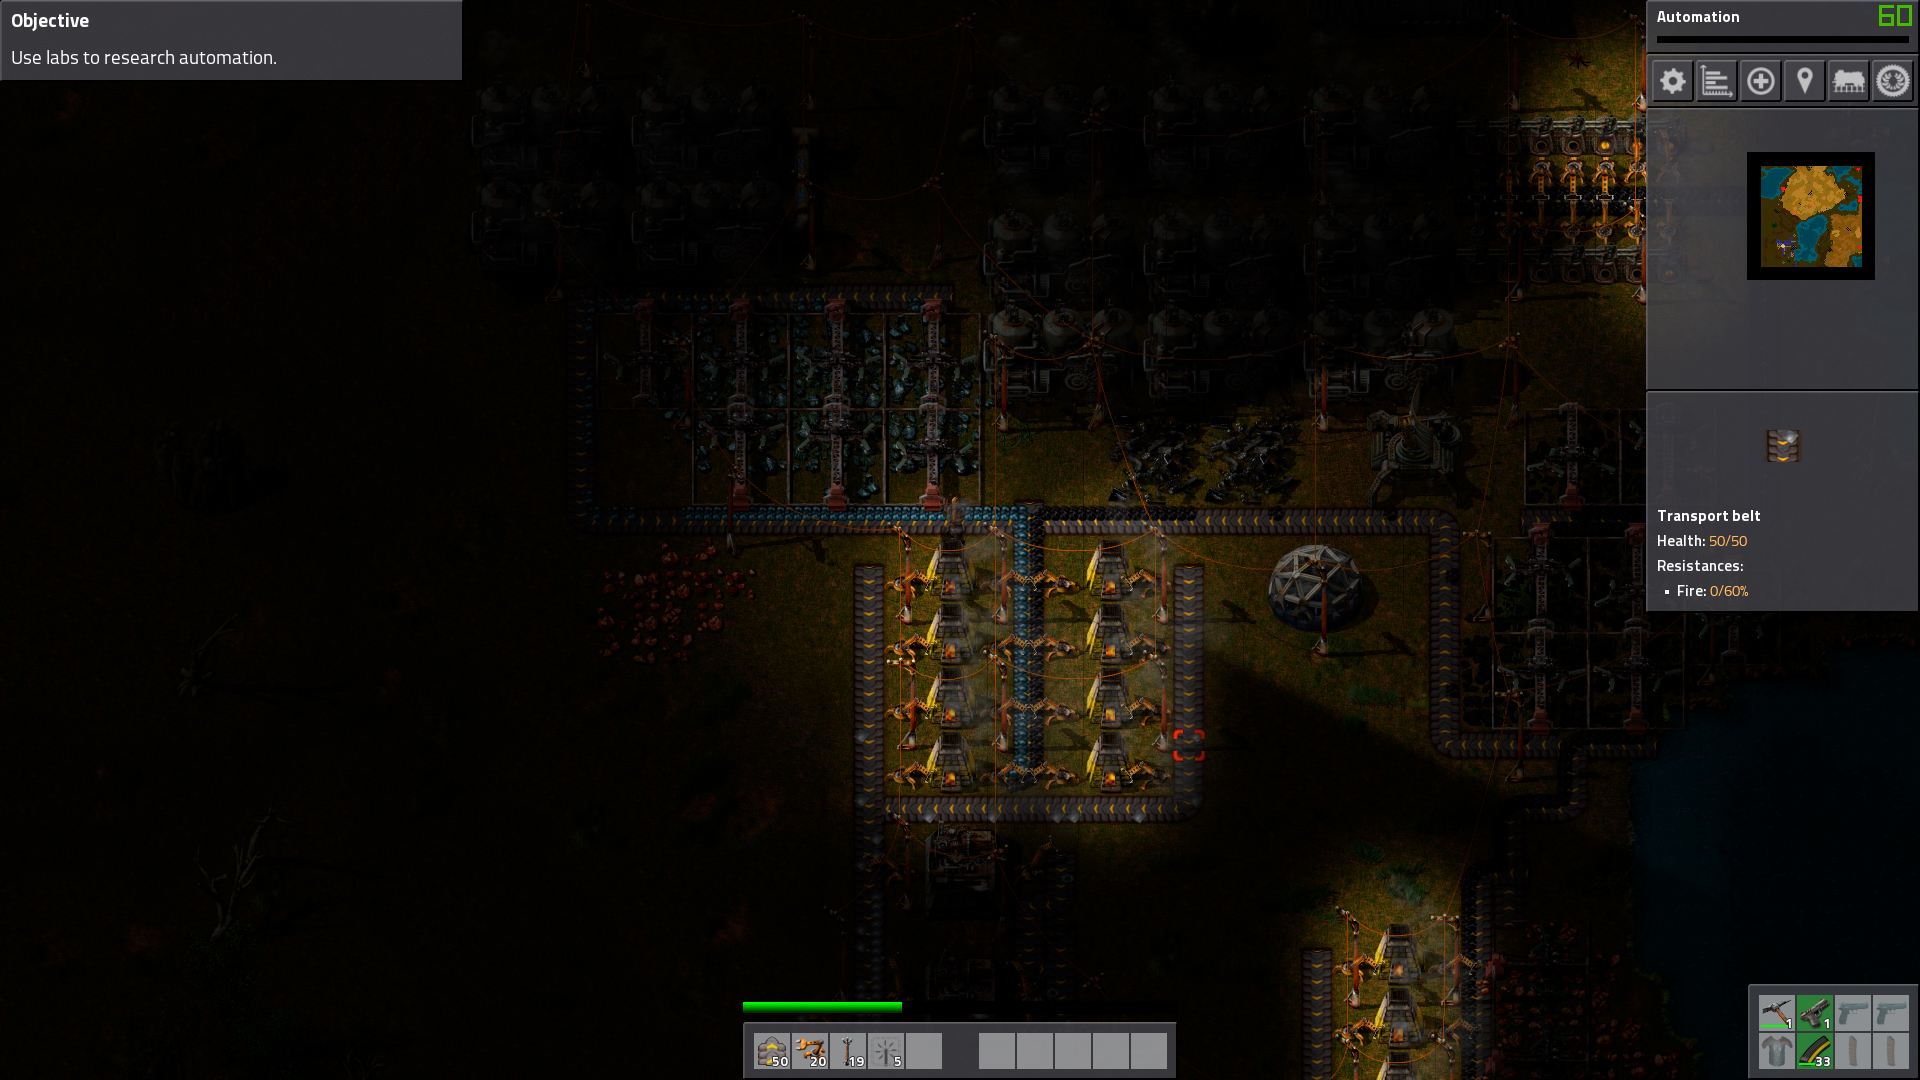 Objective
Use labs to research automation.
Automation
60
Transport belt
Health: 50/50
Resistances:
▪ Fire: 0/60%
50
20
19
5
1
1
33